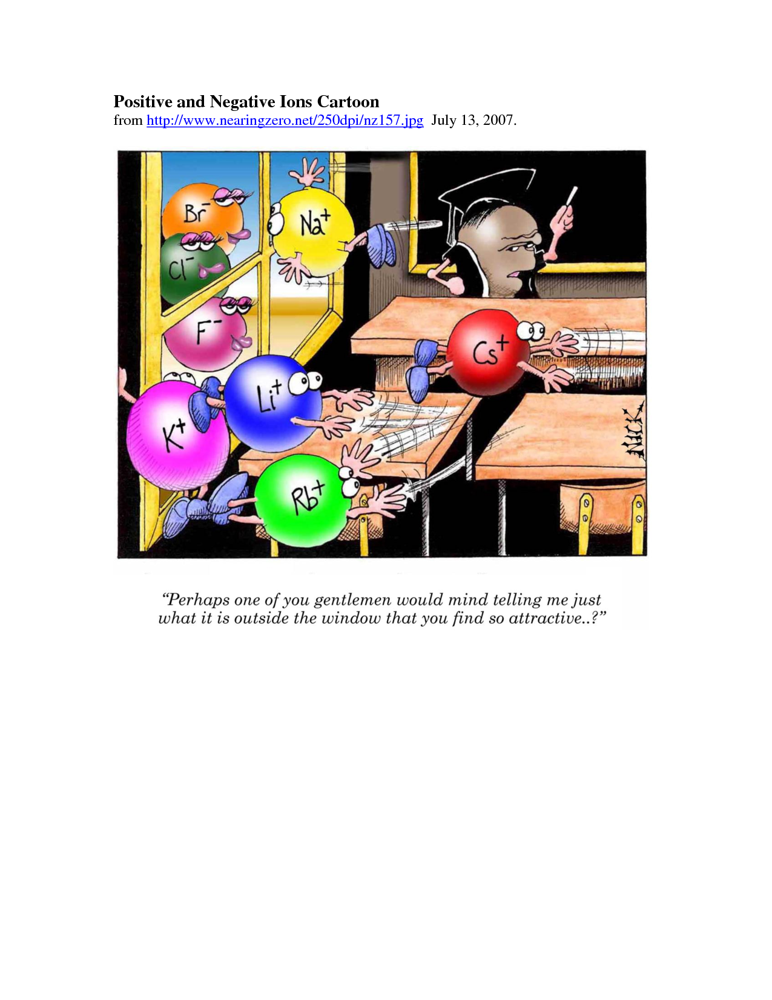 Positive and Negative Ions Cartoon
from http://www.nearingzero.net/250dpi/nz157.jpg July 13, 2007.
Br⁻
Na⁺
Cl⁻
F⁻
Cs⁺
Li⁺
K⁺
Rb⁺
NICK
“Perhaps one of you gentlemen would mind telling me just
what it is outside the window that you find so attractive..?”